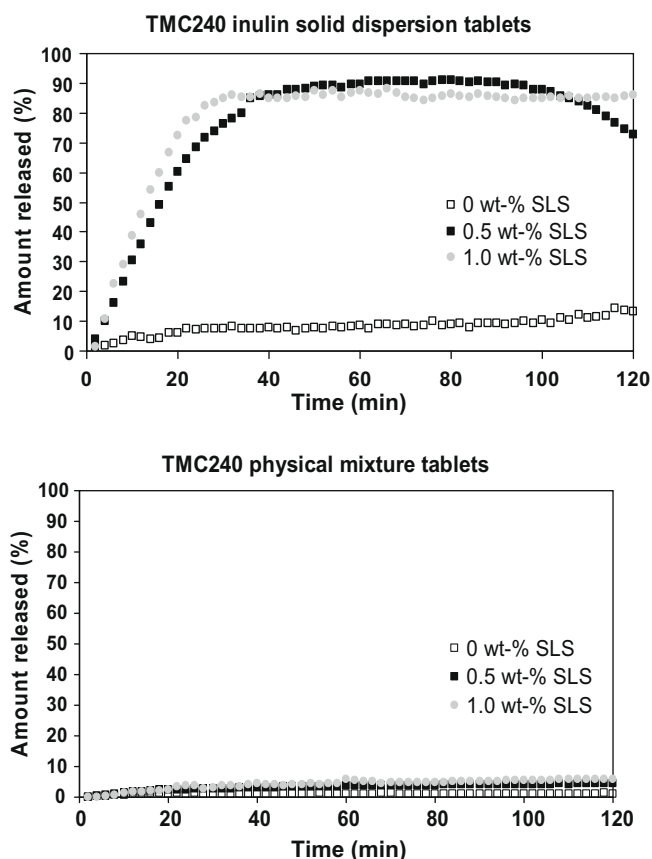 TMC240 inulin solid dispersion tablets
Amount released (%)
100
90
80
70
60
50
40
30
20
10
0
0 wt-% SLS
0.5 wt-% SLS
1.0 wt-% SLS
0 20 40 60 80 100 120
Time (min)
TMC240 physical mixture tablets
Amount released (%)
100
90
80
70
60
50
40
30
20
10
0
0 wt-% SLS
0.5 wt-% SLS
1.0 wt-% SLS
0 20 40 60 80 100 120
Time (min)